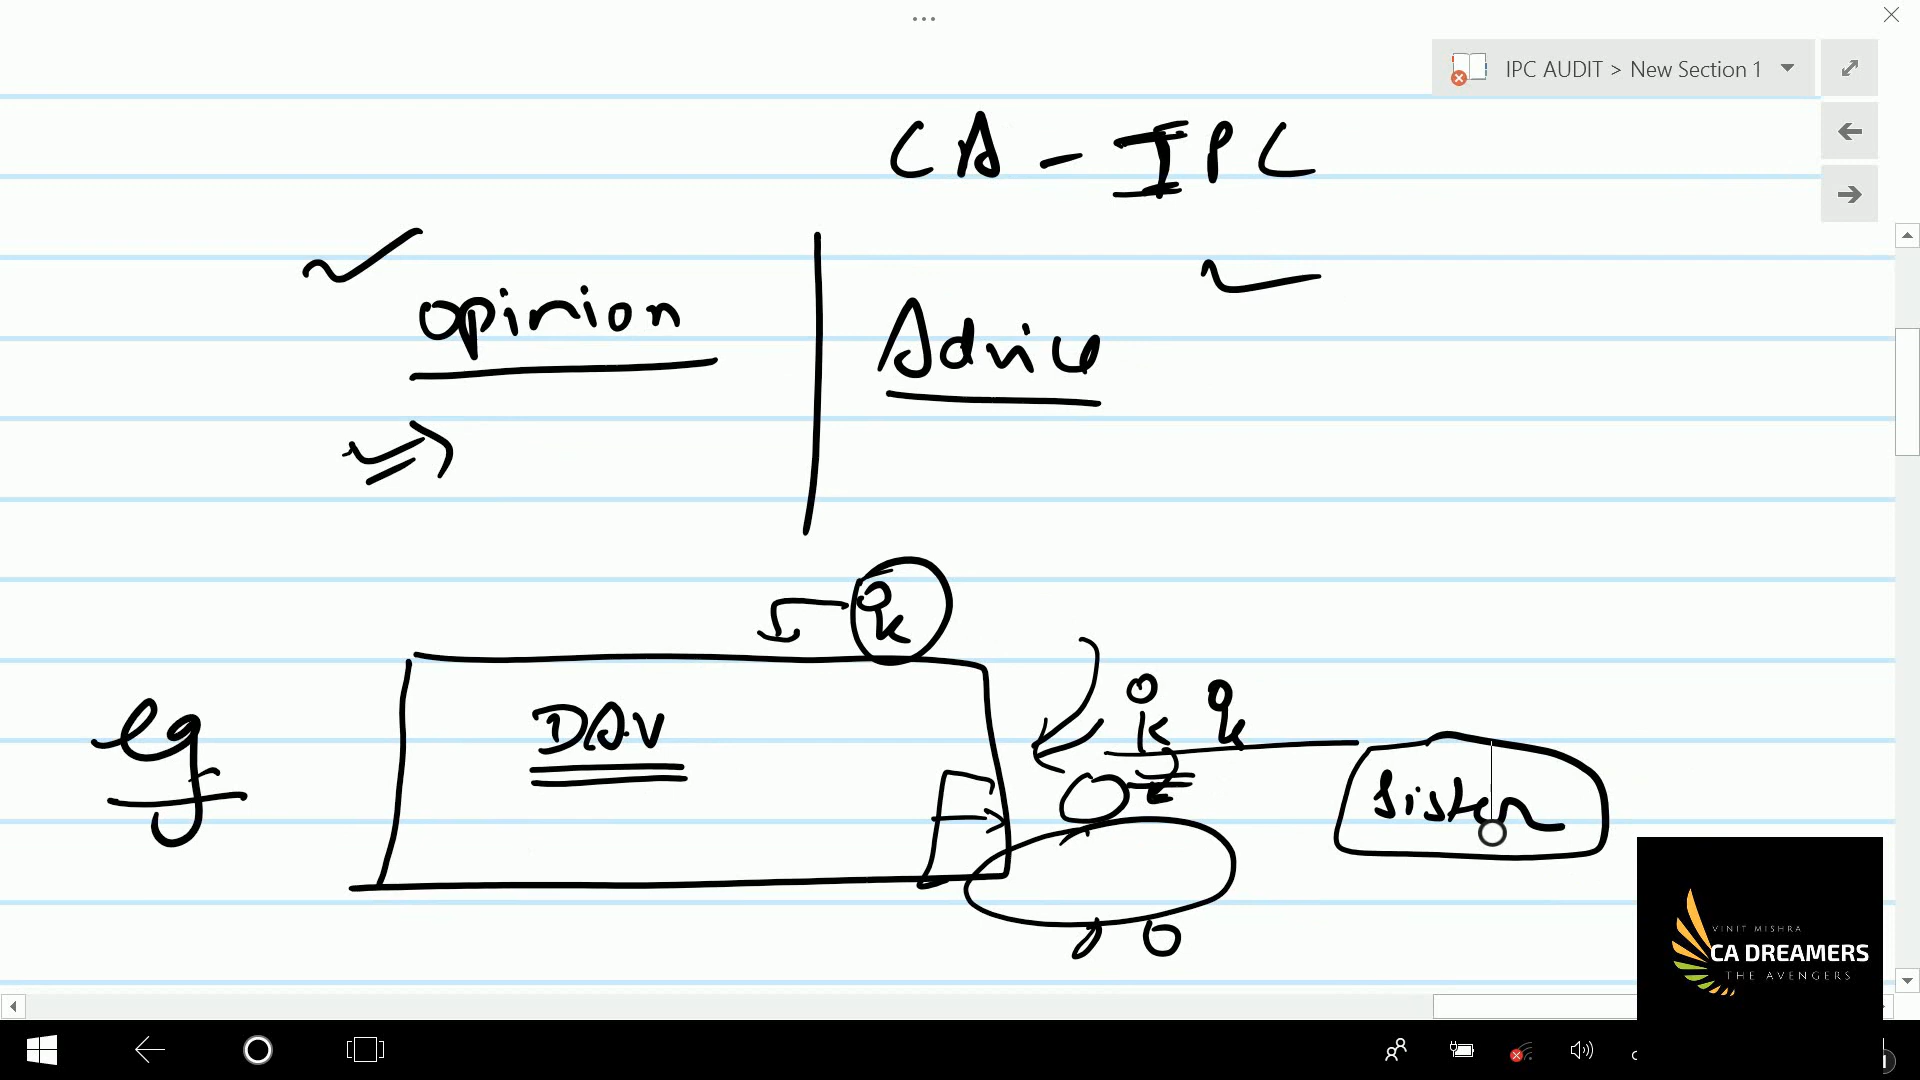 IPC AUDIT > New Section 1
CA - IPC
opinion
Advice
eg
DAV
Sister
VINIT MISHRA
CA DREAMERS
THE AVENGERS